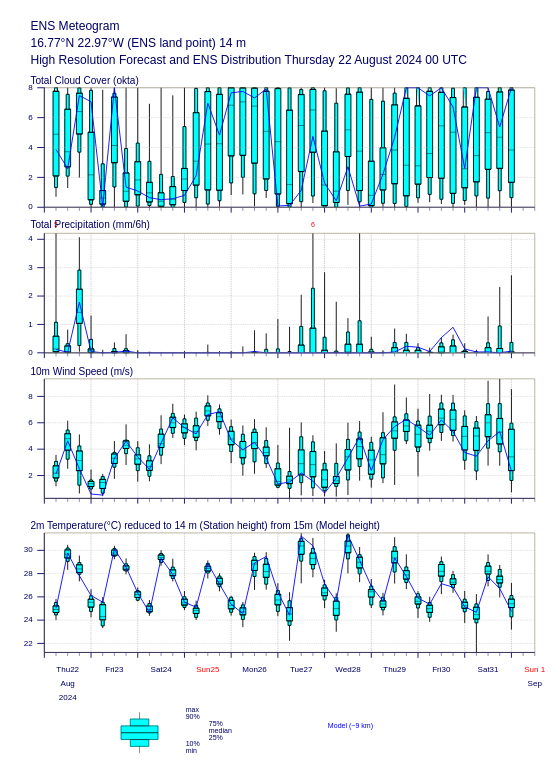 ENS Meteogram
16.77°N 22.97°W (ENS land point) 14 m
High Resolution Forecast and ENS Distribution Thursday 22 August 2024 00 UTC
Total Cloud Cover (okta)
8
6
4
2
0
Total Precipitation (mm/6h)
6
4
3
2
1
0
10m Wind Speed (m/s)
8
6
4
2
2m Temperature(°C) reduced to 14 m (Station height) from 15m (Model height)
30
28
26
24
22
Thu22 Fri23 Sat24 Sun25 Mon26 Tue27 Wed28 Thu29 Fri30 Sat31 Sun 1
Aug Sep
2024
max
90%
75%
median
25%
10%
min
Model (~9 km)